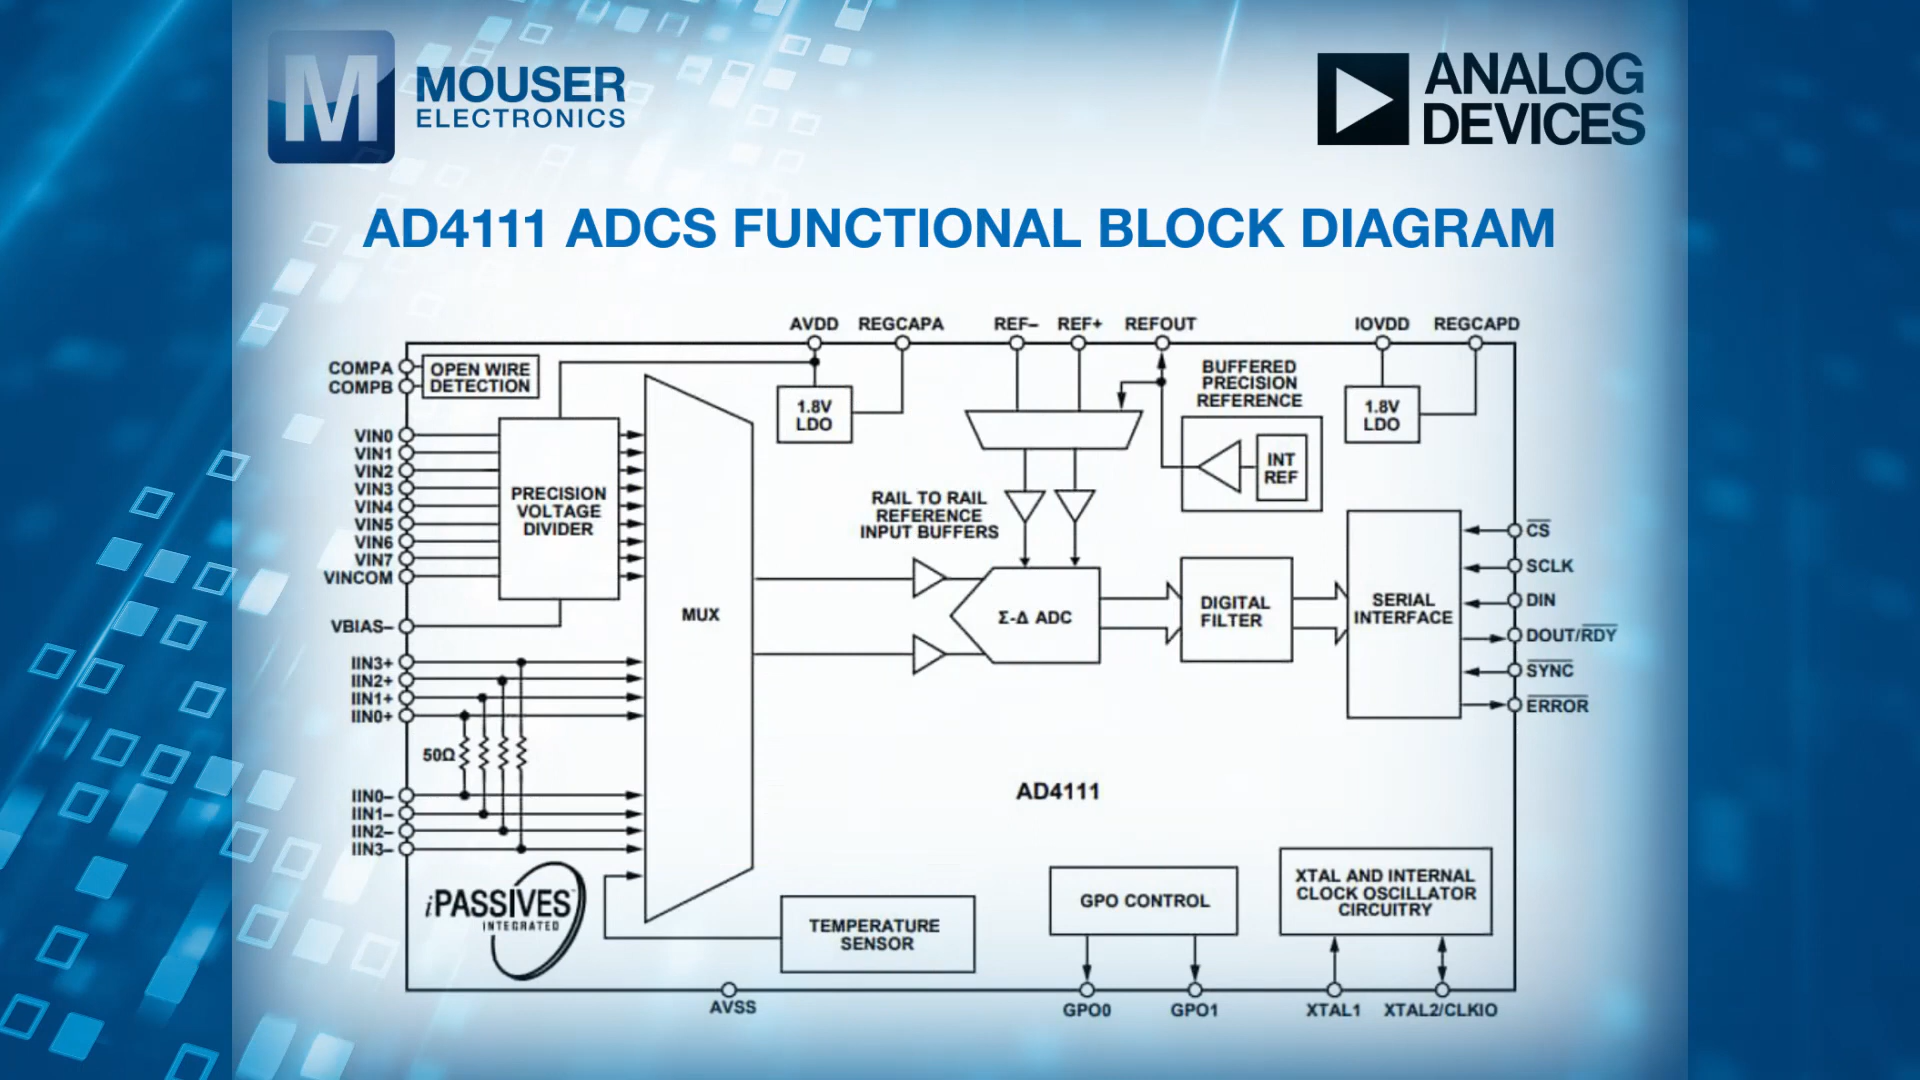 M
MOUSER
ELECTRONICS
ANALOG
DEVICES
AD4111 ADCS FUNCTIONAL BLOCK DIAGRAM
AVDD REGCAPA REF– REF+ REFOUT IOVDD REGCAPD
COMPA
COMPB
OPEN WIRE
DETECTION
1.8V
LDO
BUFFERED
PRECISION
REFERENCE
INT
REF
1.8V
LDO
VIN0
VIN1
VIN2
VIN3
VIN4
VIN5
VIN6
VIN7
VINCOM
PRECISION
VOLTAGE
DIVIDER
RAIL TO RAIL
REFERENCE
INPUT BUFFERS
VBIAS–
MUX
Σ-Δ ADC
DIGITAL
FILTER
SERIAL
INTERFACE
CS
SCLK
DIN
DOUT/RDY
SYNC
ERROR
IIN3+
IIN2+
IIN1+
IIN0+
50Ω
IIN0–
IIN1–
IIN2–
IIN3–
AD4111
iPASSIVES™
INTEGRATED
TEMPERATURE
SENSOR
GPO CONTROL
XTAL AND INTERNAL
CLOCK OSCILLATOR
CIRCUITRY
AVSS GPO0 GPO1 XTAL1 XTAL2/CLKIO